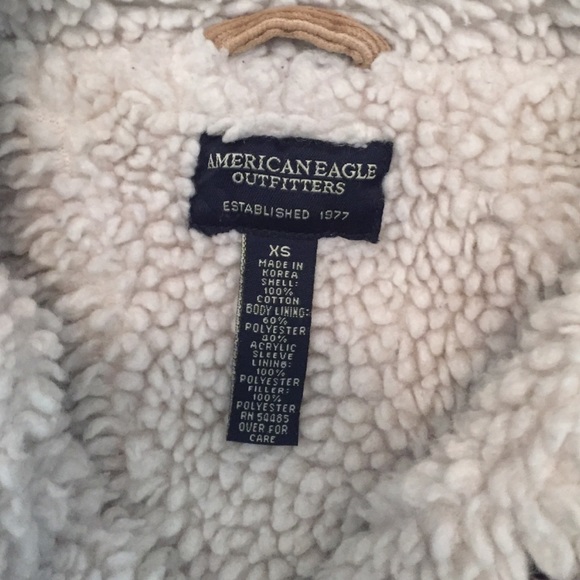 AMERICAN EAGLE
OUTFITTERS
ESTABLISHED 1977
XS
MADE IN
KOREA
SHELL:
100%
COTTON
BODY LINING:
60%
POLYESTER
40%
ACRYLIC
SLEEVE
LINING:
100%
POLYESTER
FILLER:
100%
POLYESTER
RN 54485
OVER FOR
CARE